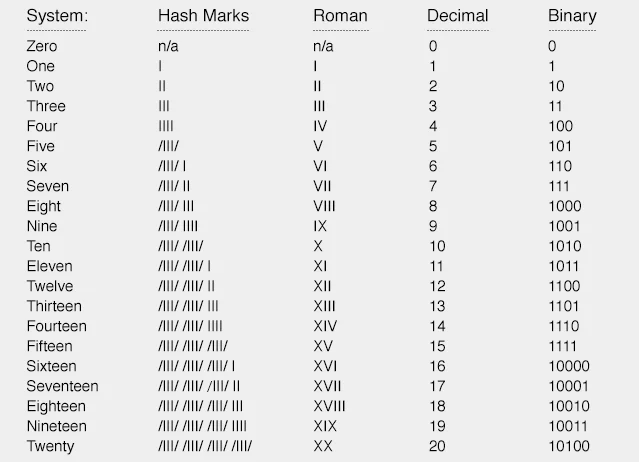 System: Hash Marks Roman Decimal Binary
Zero n/a n/a 0 0
One I I 1 1
Two II II 2 10
Three III III 3 11
Four IIII IV 4 100
Five /III/ V 5 101
Six /III/ I VI 6 110
Seven /III/ II VII 7 111
Eight /III/ III VIII 8 1000
Nine /III/ IIII IX 9 1001
Ten /III/ /III/ X 10 1010
Eleven /III/ /III/ I XI 11 1011
Twelve /III/ /III/ II XII 12 1100
Thirteen /III/ /III/ III XIII 13 1101
Fourteen /III/ /III/ IIII XIV 14 1110
Fifteen /III/ /III/ /III/ XV 15 1111
Sixteen /III/ /III/ /III/ I XVI 16 10000
Seventeen /III/ /III/ /III/ II XVII 17 10001
Eighteen /III/ /III/ /III/ III XVIII 18 10010
Nineteen /III/ /III/ /III/ IIII XIX 19 10011
Twenty /III/ /III/ /III/ /III/ XX 20 10100